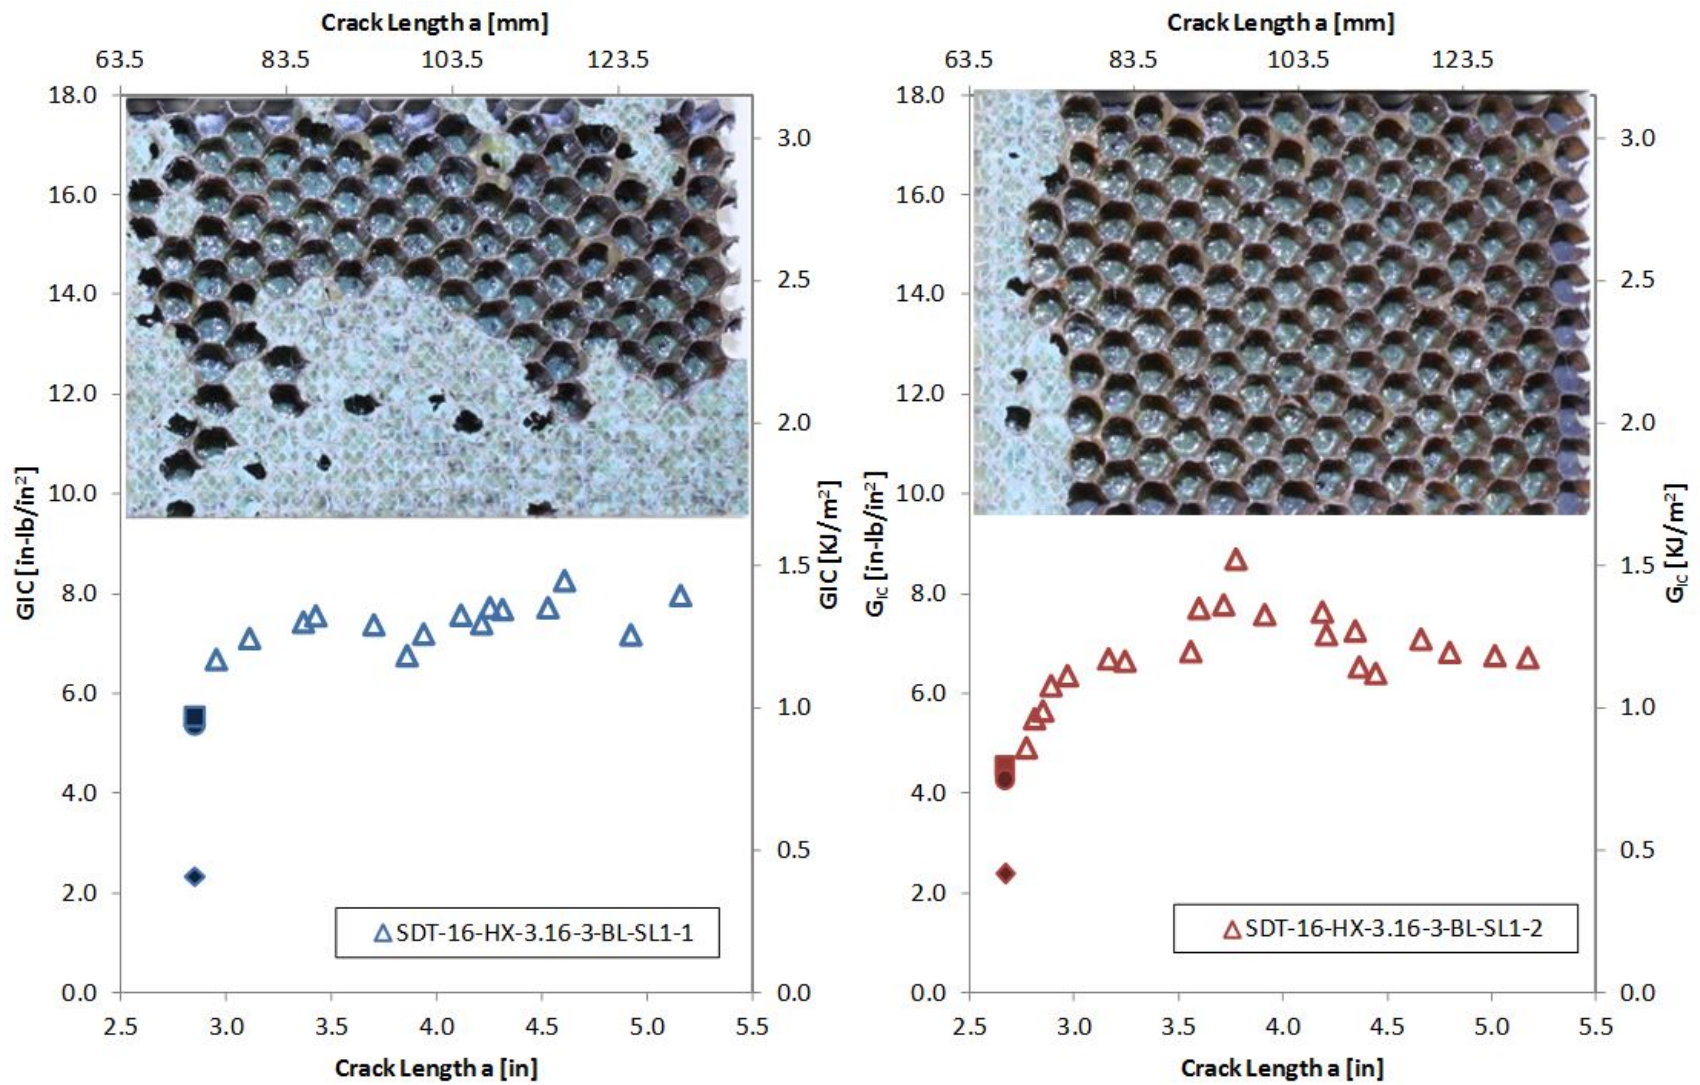 Crack Length a [mm]
63.5 83.5 103.5 123.5
18.0
16.0
14.0
12.0
10.0
8.0
6.0
4.0
2.0
0.0
GIC [in-lb/in²]
3.0
2.5
2.0
1.5
1.0
0.5
0.0
GIC [KJ/m²]
SDT-16-HX-3.16-3-BL-SL1-1
2.5 3.0 3.5 4.0 4.5 5.0 5.5
Crack Length a [in]
Crack Length a [mm]
63.5 83.5 103.5 123.5
18.0
16.0
14.0
12.0
10.0
8.0
6.0
4.0
2.0
0.0
G_IC [in-lb/in²]
3.0
2.5
2.0
1.5
1.0
0.5
0.0
G_IC [KJ/m²]
SDT-16-HX-3.16-3-BL-SL1-2
2.5 3.0 3.5 4.0 4.5 5.0 5.5
Crack Length a [in]